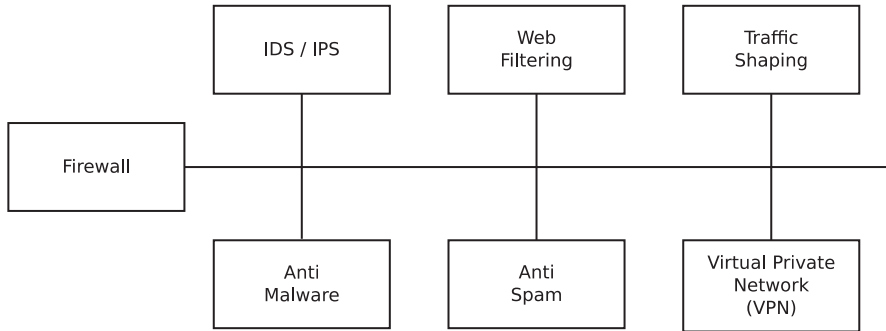 IDS / IPS
Web
Filtering
Traffic
Shaping
Firewall
Anti
Malware
Anti
Spam
Virtual Private
Network
(VPN)